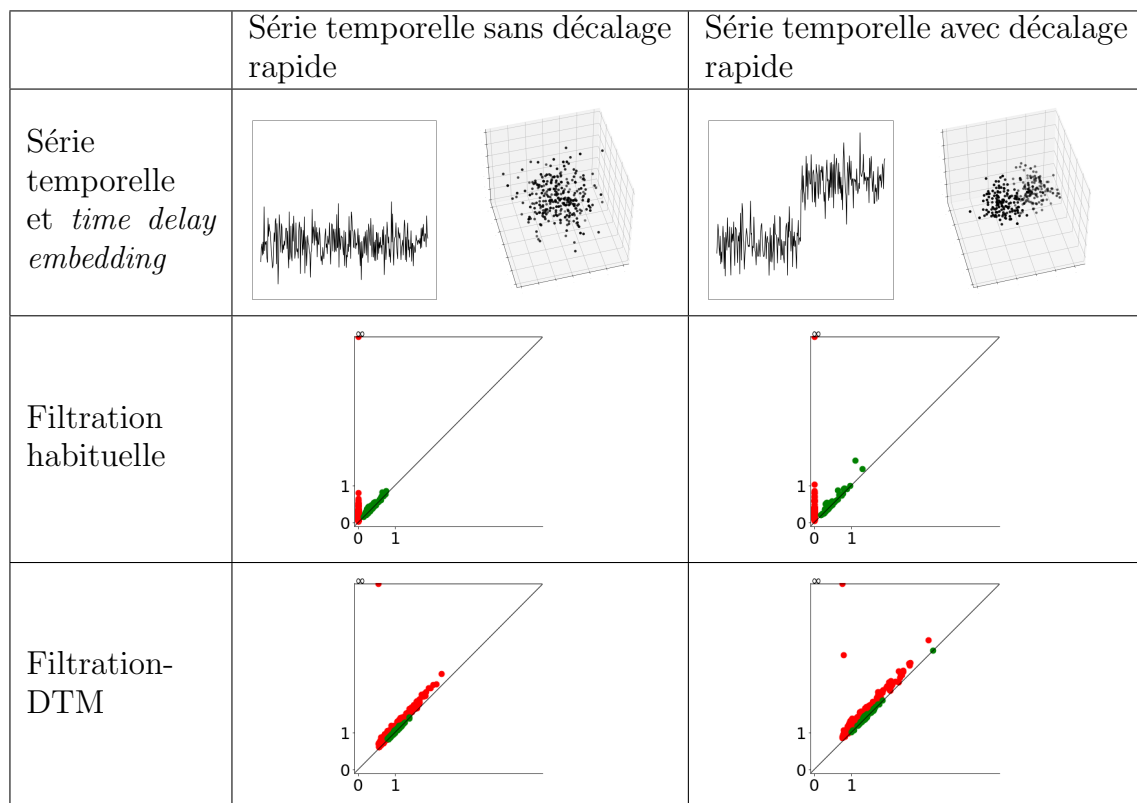 Série temporelle sans décalage
rapide
Série temporelle avec décalage
rapide
Série
temporelle
et time delay
embedding
Filtration
habituelle
∞
1
0
0 1
∞
1
0
0 1
Filtration-
DTM
∞
1
0
0 1
∞
1
0
0 1